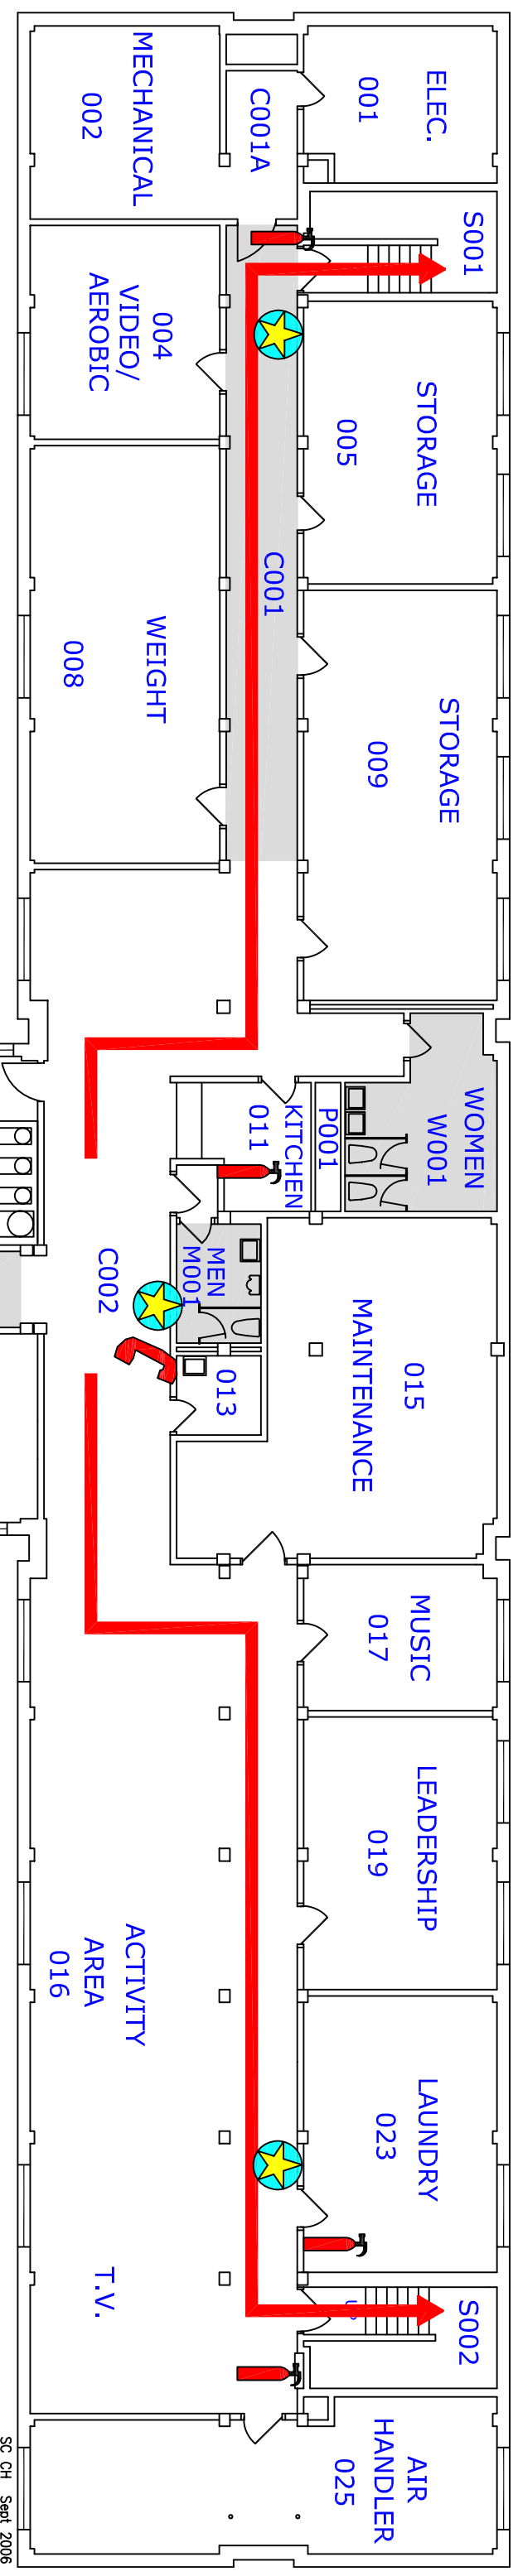 ELEC.
001
MECHANICAL
002
C001A
S001
004
VIDEO/
AEROBIC
STORAGE
005
C001
WEIGHT
008
STORAGE
009
WOMEN
W001
P001
KITCHEN
011
MEN
M001
C002
013
015
MAINTENANCE
MUSIC
017
LEADERSHIP
019
ACTIVITY
AREA
016
LAUNDRY
023
T.V.
S002
AIR
HANDLER
025
SC CH Sept 2006